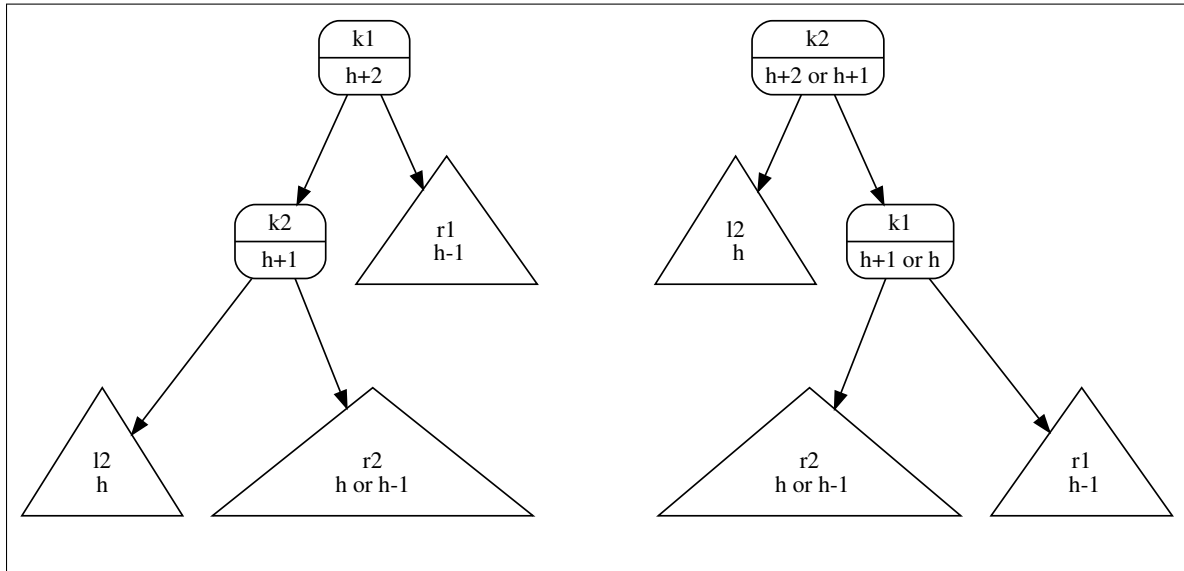 k1
h+2
k2
h+1
r1
h-1
l2
h
r2
h or h-1
k2
h+2 or h+1
l2
h
k1
h+1 or h
r2
h or h-1
r1
h-1